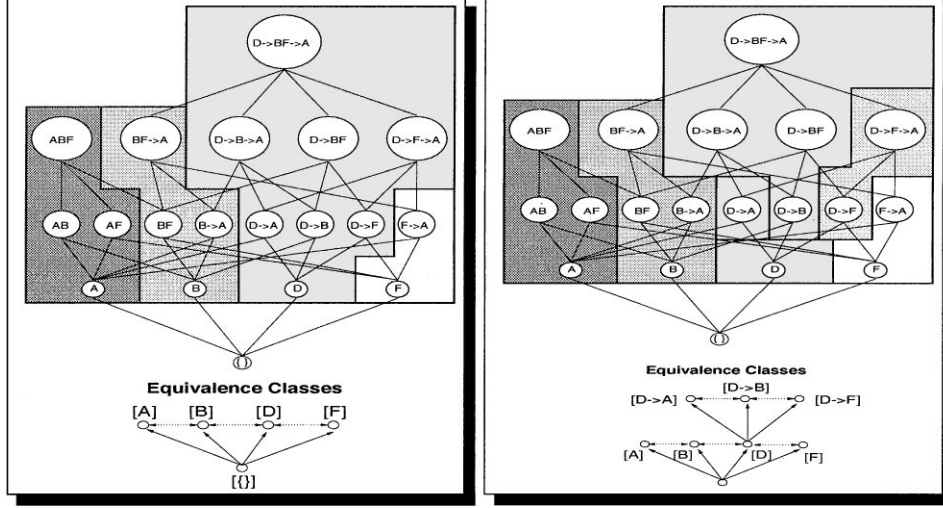 D->BF->A
ABF BF->A D->B->A D->BF D->F->A
AB AF BF B->A D->A D->B D->F F->A
A B D F
{ }
Equivalence Classes
[A] [B] [D] [F]
[{}]
D->BF->A
ABF BF->A D->B->A D->BF D->F->A
AB AF BF B->A D->A D->B D->F F->A
A B D F
{ }
Equivalence Classes
[D->B]
[D->A] [D->F]
[A] [B] [D] [F]